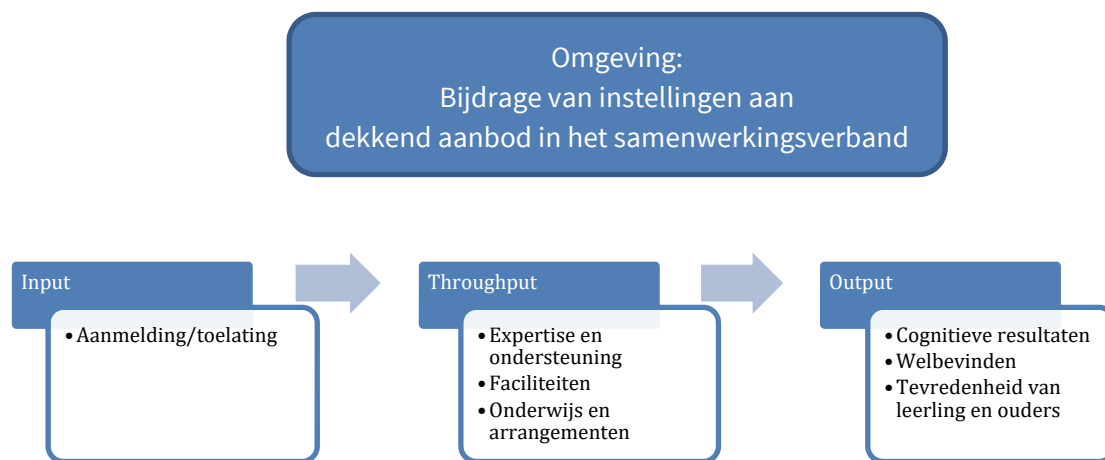 Omgeving:
Bijdrage van instellingen aan
dekkend aanbod in het samenwerkingsverband
Input
•Aanmelding/toelating
Throughput
•Expertise en
ondersteuning
•Faciliteiten
•Onderwijs en
arrangementen
Output
•Cognitieve resultaten
•Welbevinden
•Tevredenheid van
leerling en ouders